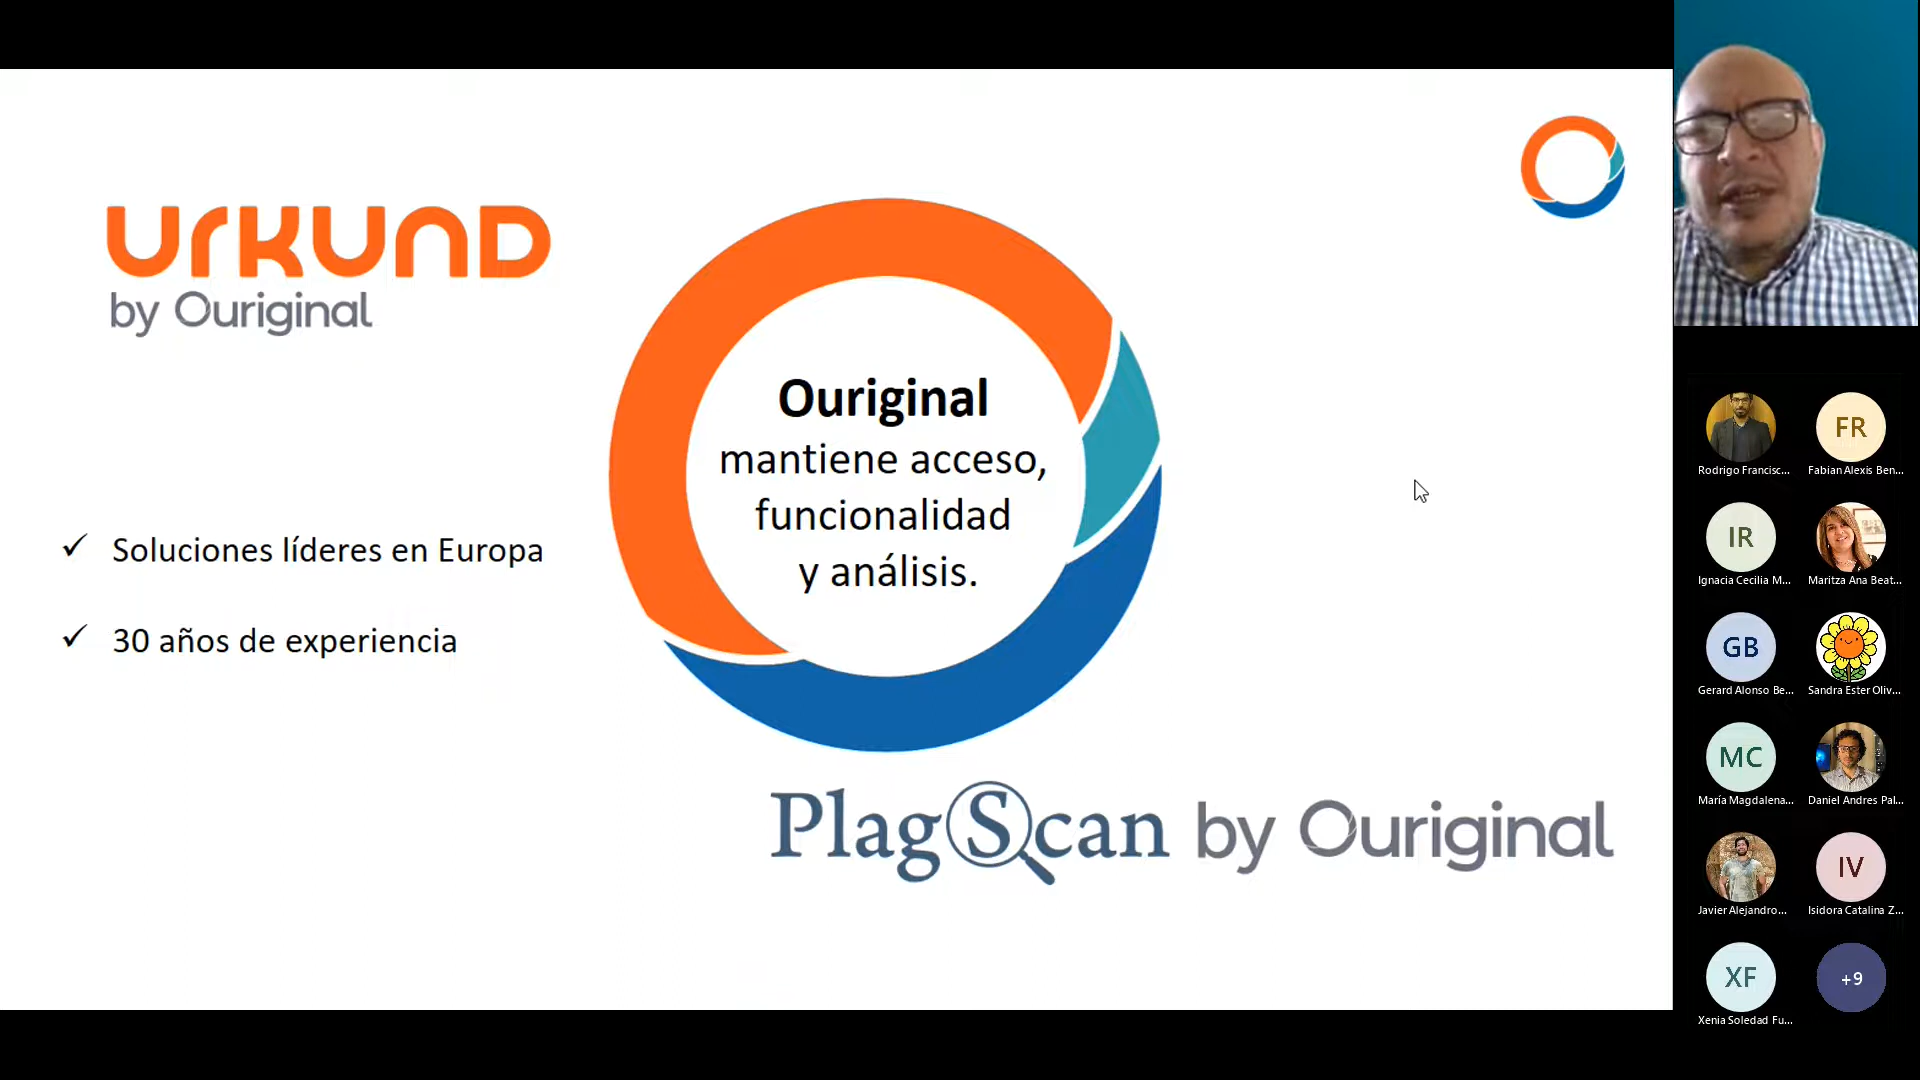 urkund
by Ouriginal
Ouriginal
mantiene acceso,
funcionalidad
y análisis.
✓ Soluciones líderes en Europa
✓ 30 años de experiencia
PlagScan by Ouriginal
Rodrigo Francisc...
FR
Fabian Alexis Ben...
IR
Ignacia Cecilia M...
Maritza Ana Beat...
GB
Gerard Alonso Be...
Sandra Ester Oliv...
MC
María Magdalena...
Daniel Andres Pal...
Javier Alejandro...
IV
Isidora Catalina Z...
XF
Xenia Soledad Fu...
+9